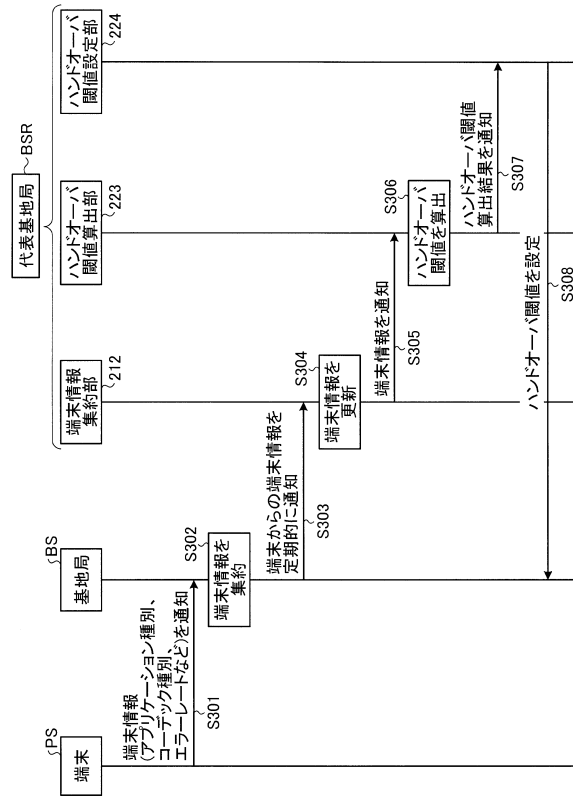 代表基地局
BSR
端末
PS
基地局
BS
端末情報
集約部
212
ハンドオーバ
閾値算出部
223
ハンドオーバ
閾値設定部
224
端末情報
(アプリケーション種別、
コーデック種別、
エラーレートなど)を通知
S301
端末情報を
集約
S302
端末からの端末情報を
定期的に通知
S303
端末情報を
更新
S304
端末情報を通知
S305
ハンドオーバ
閾値を算出
S306
ハンドオーバ閾値
算出結果を通知
S307
ハンドオーバ閾値を設定
S308